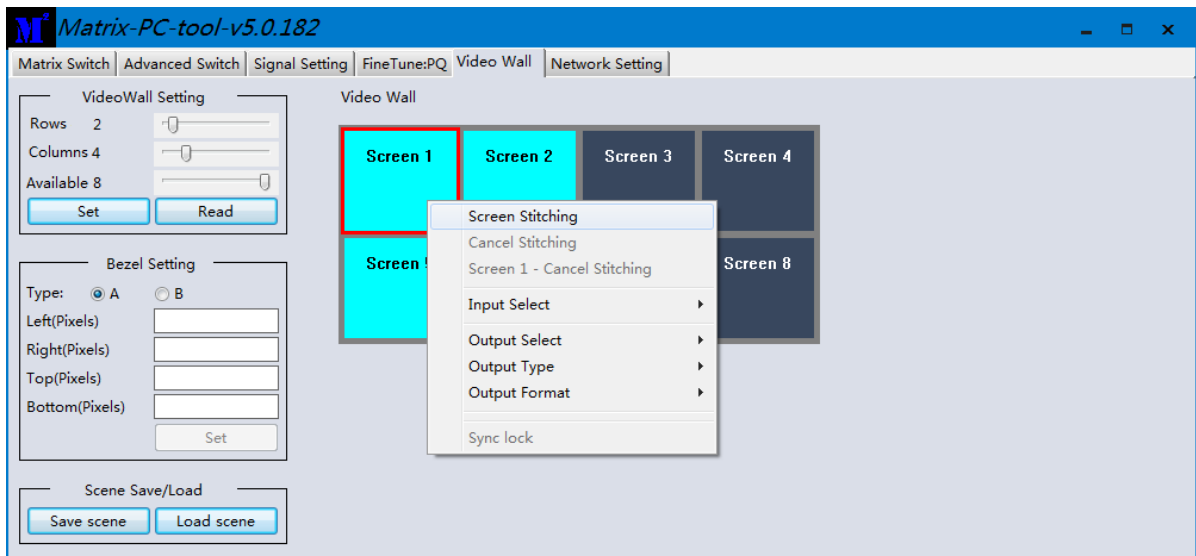 M² Matrix-PC-tool-v5.0.182
Matrix Switch Advanced Switch Signal Setting FineTune:PQ Video Wall Network Setting
VideoWall Setting
Rows 2
Columns 4
Available 8
Set Read
Bezel Setting
Type: A B
Left(Pixels)
Right(Pixels)
Top(Pixels)
Bottom(Pixels)
Set
Scene Save/Load
Save scene Load scene
Video Wall
Screen 1 Screen 2 Screen 3 Screen 4
Screen Screen 8
Screen Stitching
Cancel Stitching
Screen 1 - Cancel Stitching
Input Select
Output Select
Output Type
Output Format
Sync lock